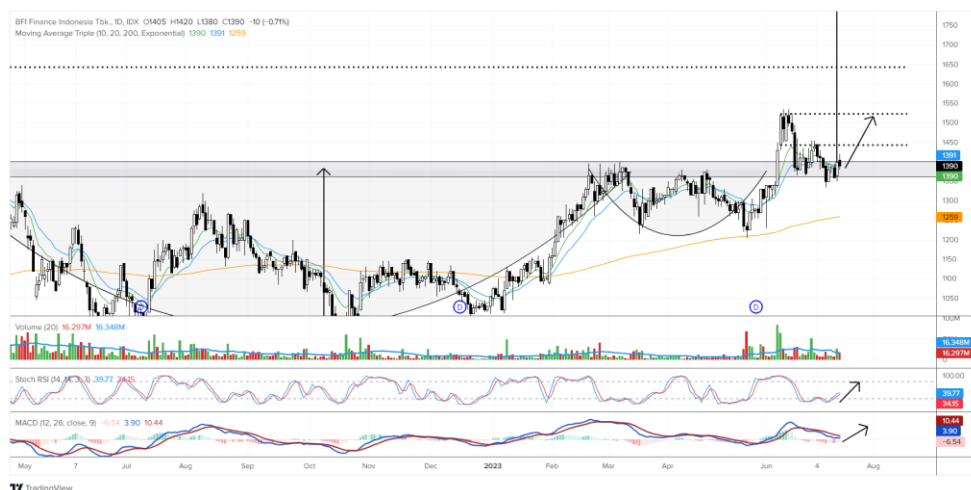 BFI Finance Indonesia Tbk., 1D, IDX O1405 H1420 L1380 C1390 −10 (−0.71%)
Moving Average Triple (10, 20, 200, Exponential) 1390 1391 1259
1750
1700
1650
1600
1550
1500
1450
1391
1390
1390
1300
1259
1200
1150
1100
1050
D
D
Volume (20) 16.297M 16.348M
100M
16.348M
16.297M
Stoch RSI (14, 14, 3, 3) 39.77 34.15
100.00
39.77
34.15
MACD (12, 26, close, 9) −6.54 3.90 10.44
10.44
3.90
−6.54
May 7 Jul Aug Sep Oct Nov Dec 2023 Feb Mar Apr Jun 4 Aug
TradingView